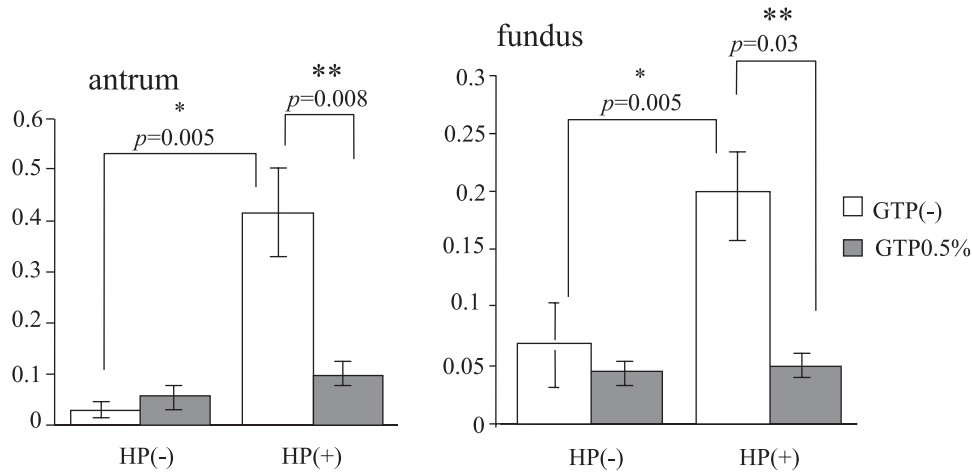 antrum
*
p=0.005
**
p=0.008
0.6
0.5
0.4
0.3
0.2
0.1
0
HP(-)
HP(+)
fundus
*
p=0.005
**
p=0.03
0.3
0.25
0.2
0.15
0.1
0.05
0
HP(-)
HP(+)
GTP(-)
GTP0.5%